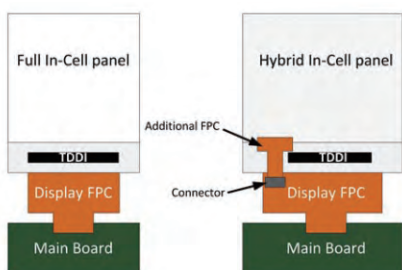 Full In-Cell panel
TDDI
Display FPC
Main Board
Hybrid In-Cell panel
Additional FPC
TDDI
Connector
Display FPC
Main Board